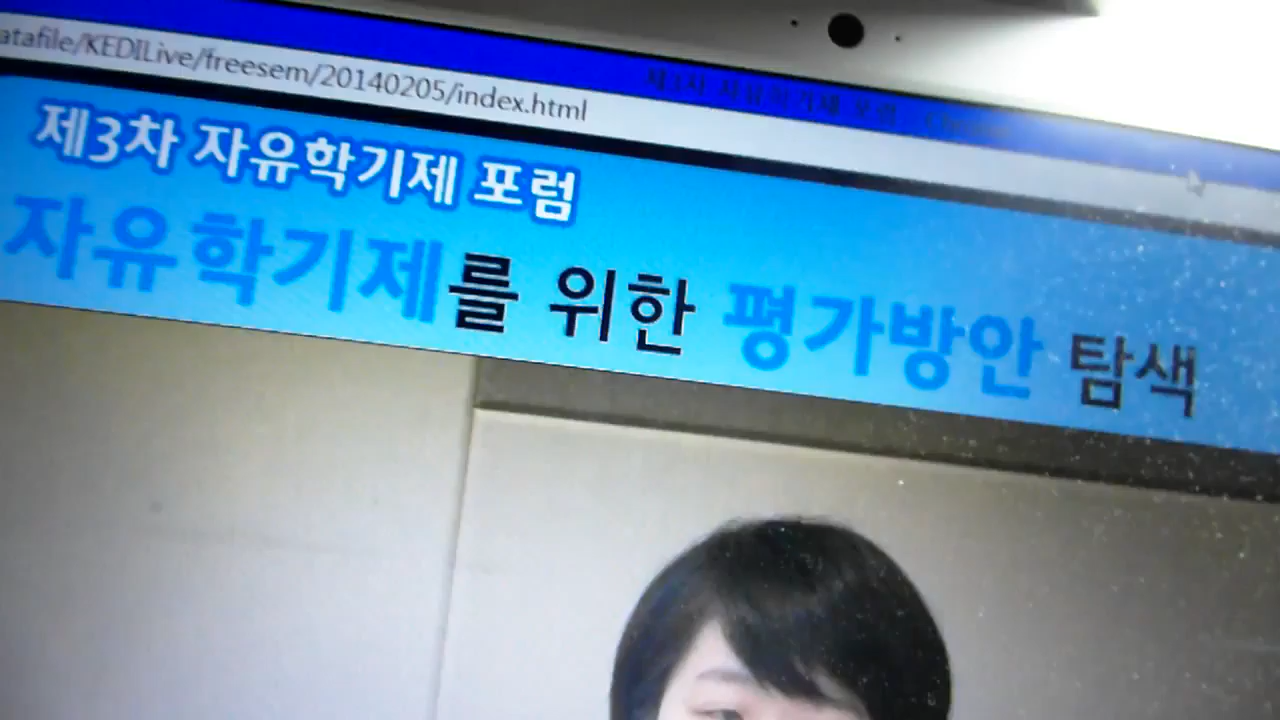 atafile/KEDILive/freesem/20140205/index.html
제3차 자유학기제 포럼
자유학기제를 위한 평가방안 탐색